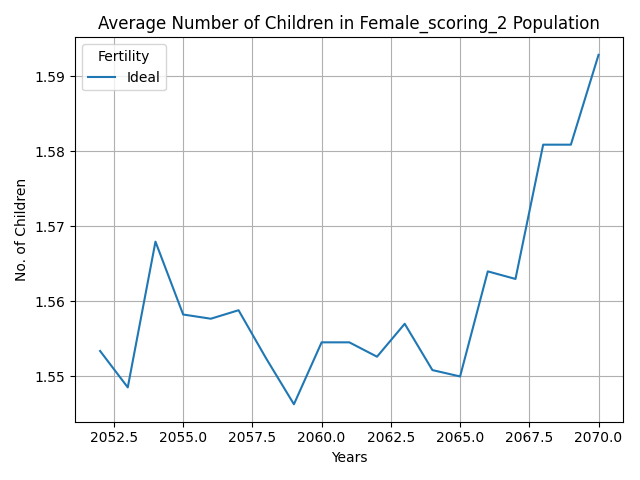 Average Number of Children in Female_scoring_2 Population
Fertility
Ideal
1.59
1.58
1.57
1.56
1.55
No. of Children
2052.5 2055.0 2057.5 2060.0 2062.5 2065.0 2067.5 2070.0
Years